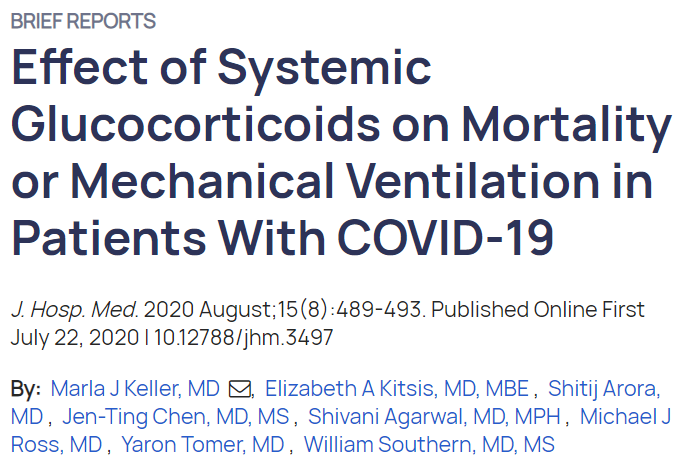 BRIEF REPORTS
Effect of Systemic
Glucocorticoids on Mortality
or Mechanical Ventilation in
Patients With COVID-19
J. Hosp. Med. 2020 August;15(8):489-493. Published Online First
July 22, 2020 | 10.12788/jhm.3497
By: Marla J Keller, MD , Elizabeth A Kitsis, MD, MBE , Shitij Arora,
MD , Jen-Ting Chen, MD, MS , Shivani Agarwal, MD, MPH , Michael J
Ross, MD , Yaron Tomer, MD , William Southern, MD, MS